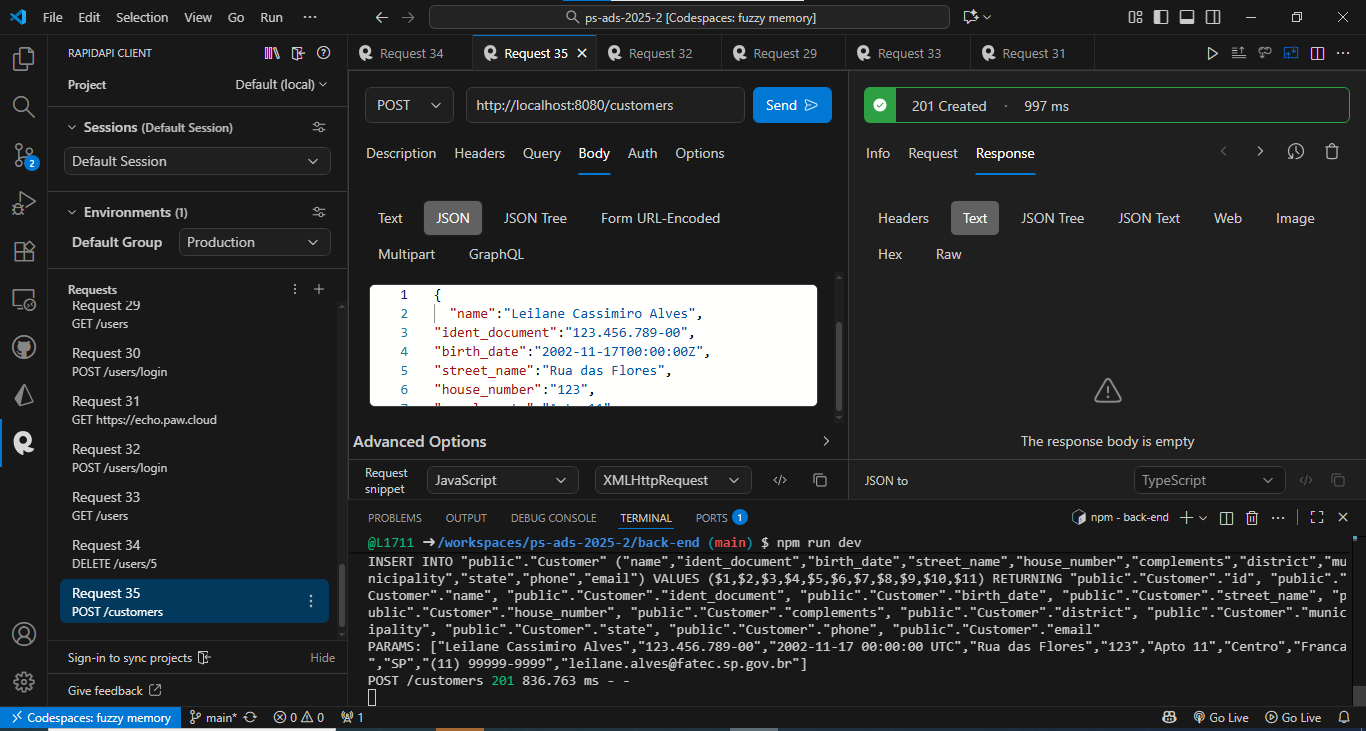 File Edit Selection View Go Run ··· ps-ads-2025-2 [Codespaces: fuzzy memory]
RAPIDAPI CLIENT
Project Default (local)
Sessions (Default Session)
Default Session
Environments (1)
Default Group Production
Requests
Request 29
GET /users
Request 30
POST /users/login
Request 31
GET https://echo.paw.cloud
Request 32
POST /users/login
Request 33
GET /users
Request 34
DELETE /users/5
Request 35
POST /customers
Sign-in to sync projects Hide
Give feedback
2
Request 34 Request 35 Request 32 Request 29 Request 33 Request 31
POST http://localhost:8080/customers Send
Description Headers Query Body Auth Options
Text JSON JSON Tree Form URL-Encoded
Multipart GraphQL
1 {
2 "name":"Leilane Cassimiro Alves",
3 "ident_document":"123.456.789-00",
4 "birth_date":"2002-11-17T00:00:00Z",
5 "street_name":"Rua das Flores",
6 "house_number":"123",
Advanced Options
Request snippet JavaScript XMLHttpRequest
201 Created · 997 ms
Info Request Response
Headers Text JSON Tree JSON Text Web Image
Hex Raw
The response body is empty
JSON to TypeScript
PROBLEMS OUTPUT DEBUG CONSOLE TERMINAL PORTS 1 npm - back-end
@L1711 ➜/workspaces/ps-ads-2025-2/back-end (main) $ npm run dev
INSERT INTO "public"."Customer" ("name","ident_document","birth_date","street_name","house_number","complements","district","mu
nicipality","state","phone","email") VALUES ($1,$2,$3,$4,$5,$6,$7,$8,$9,$10,$11) RETURNING "public"."Customer"."id", "public"."
Customer"."name", "public"."Customer"."ident_document", "public"."Customer"."birth_date", "public"."Customer"."street_name", "p
ublic"."Customer"."house_number", "public"."Customer"."complements", "public"."Customer"."district", "public"."Customer"."munic
ipality", "public"."Customer"."state", "public"."Customer"."phone", "public"."Customer"."email"
PARAMS: ["Leilane Cassimiro Alves","123.456.789-00","2002-11-17 00:00:00 UTC","Rua das Flores","123","Apto 11","Centro","Franca
","SP","(11) 99999-9999","leilane.alves@fatec.sp.gov.br"]
POST /customers 201 836.763 ms - -
Codespaces: fuzzy memory main* 0 0 1 Go Live Go Live